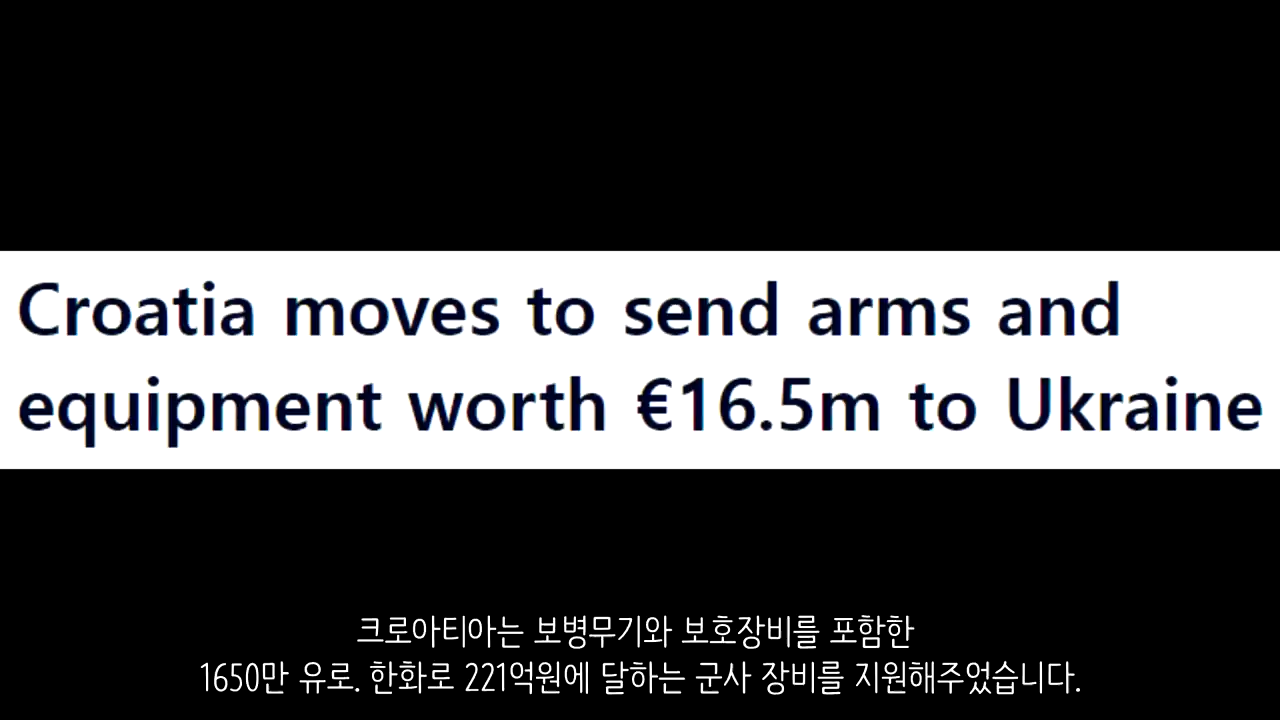 Croatia moves to send arms and
equipment worth €16.5m to Ukraine
크로아티아는 보병무기와 보호장비를 포함한
1650만 유로. 한화로 221억원에 달하는 군사 장비를 지원해주었습니다.